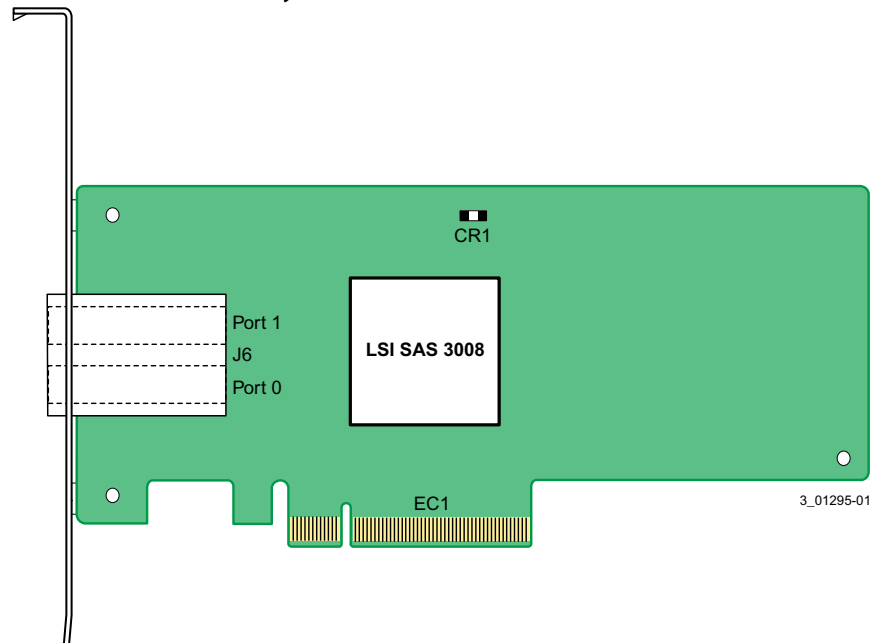 CR1
Port 1
LSI SAS 3008
J6
Port 0
EC1
3_01295-01